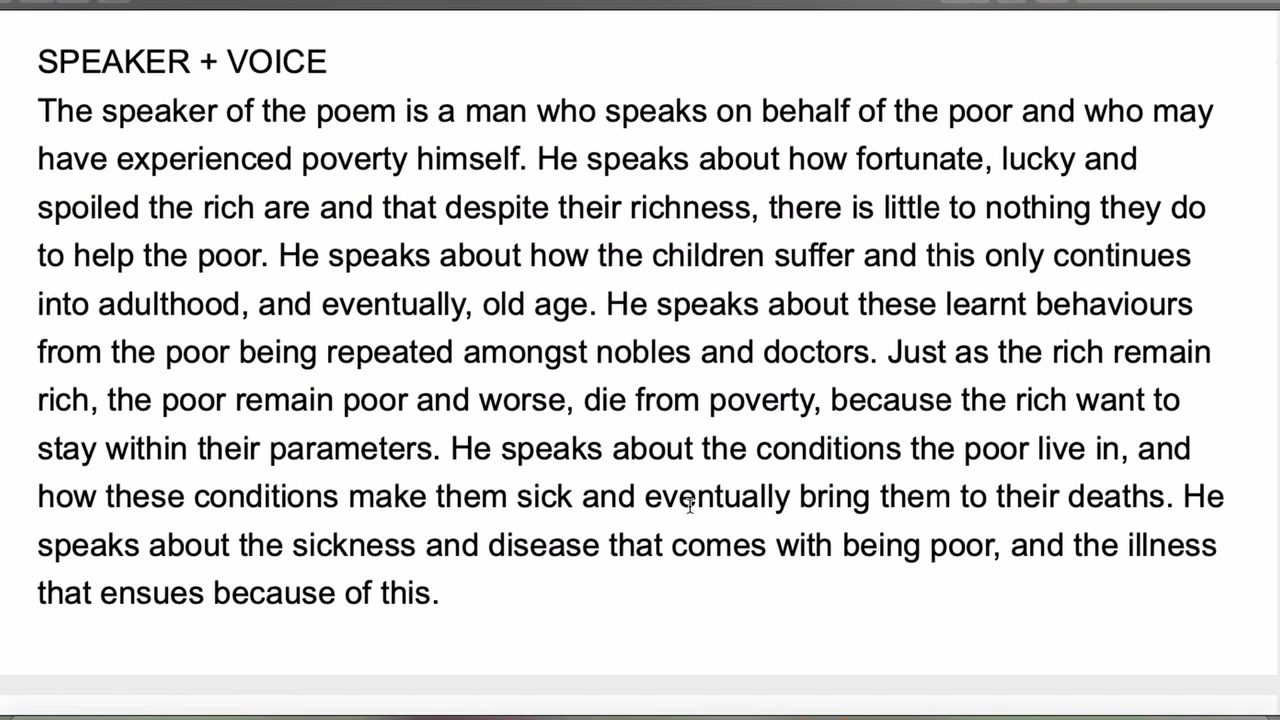 SPEAKER + VOICE
The speaker of the poem is a man who speaks on behalf of the poor and who may
have experienced poverty himself. He speaks about how fortunate, lucky and
spoiled the rich are and that despite their richness, there is little to nothing they do
to help the poor. He speaks about how the children suffer and this only continues
into adulthood, and eventually, old age. He speaks about these learnt behaviours
from the poor being repeated amongst nobles and doctors. Just as the rich remain
rich, the poor remain poor and worse, die from poverty, because the rich want to
stay within their parameters. He speaks about the conditions the poor live in, and
how these conditions make them sick and eventually bring them to their deaths. He
speaks about the sickness and disease that comes with being poor, and the illness
that ensues because of this.